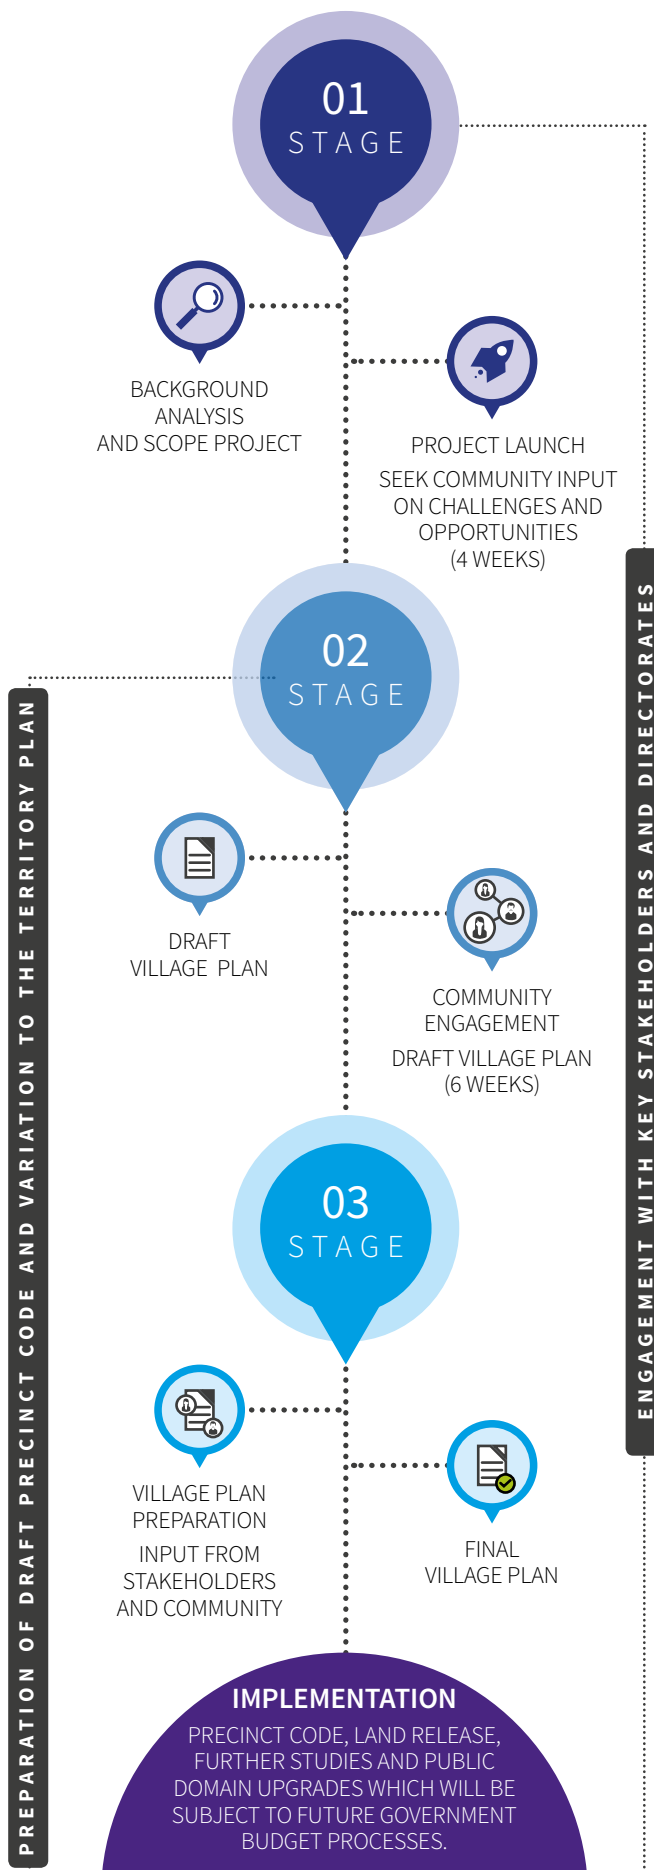 01
STAGE
BACKGROUND
ANALYSIS
AND SCOPE PROJECT
PROJECT LAUNCH
SEEK COMMUNITY INPUT
ON CHALLENGES AND
OPPORTUNITIES
(4 WEEKS)
02
STAGE
DRAFT
VILLAGE PLAN
COMMUNITY
ENGAGEMENT
DRAFT VILLAGE PLAN
(6 WEEKS)
03
STAGE
VILLAGE PLAN
PREPARATION
INPUT FROM
STAKEHOLDERS
AND COMMUNITY
FINAL
VILLAGE PLAN
IMPLEMENTATION
PRECINCT CODE, LAND RELEASE,
FURTHER STUDIES AND PUBLIC
DOMAIN UPGRADES WHICH WILL BE
SUBJECT TO FUTURE GOVERNMENT
BUDGET PROCESSES.
PREPARATION OF DRAFT PRECINCT CODE AND VARIATION TO THE TERRITORY PLAN
ENGAGEMENT WITH KEY STAKEHOLDERS AND DIRECTORATES